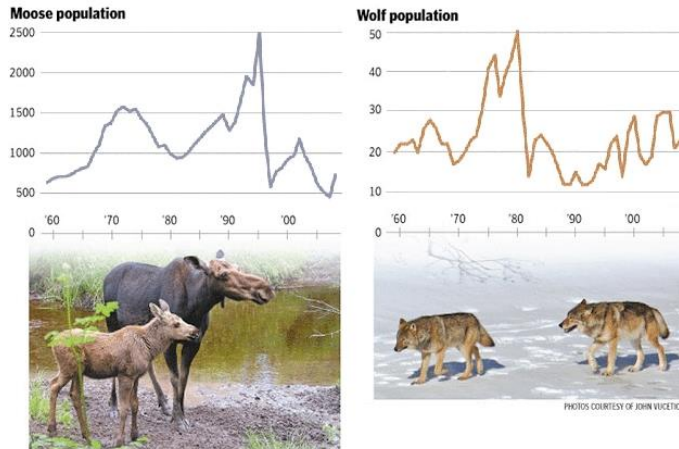 Moose population
2500
2000
1500
1000
500
0
'60 '70 '80 '90 '00
Wolf population
50
40
30
20
10
0
'60 '70 '80 '90 '00
PHOTOS COURTESY OF JOHN VUCETIC